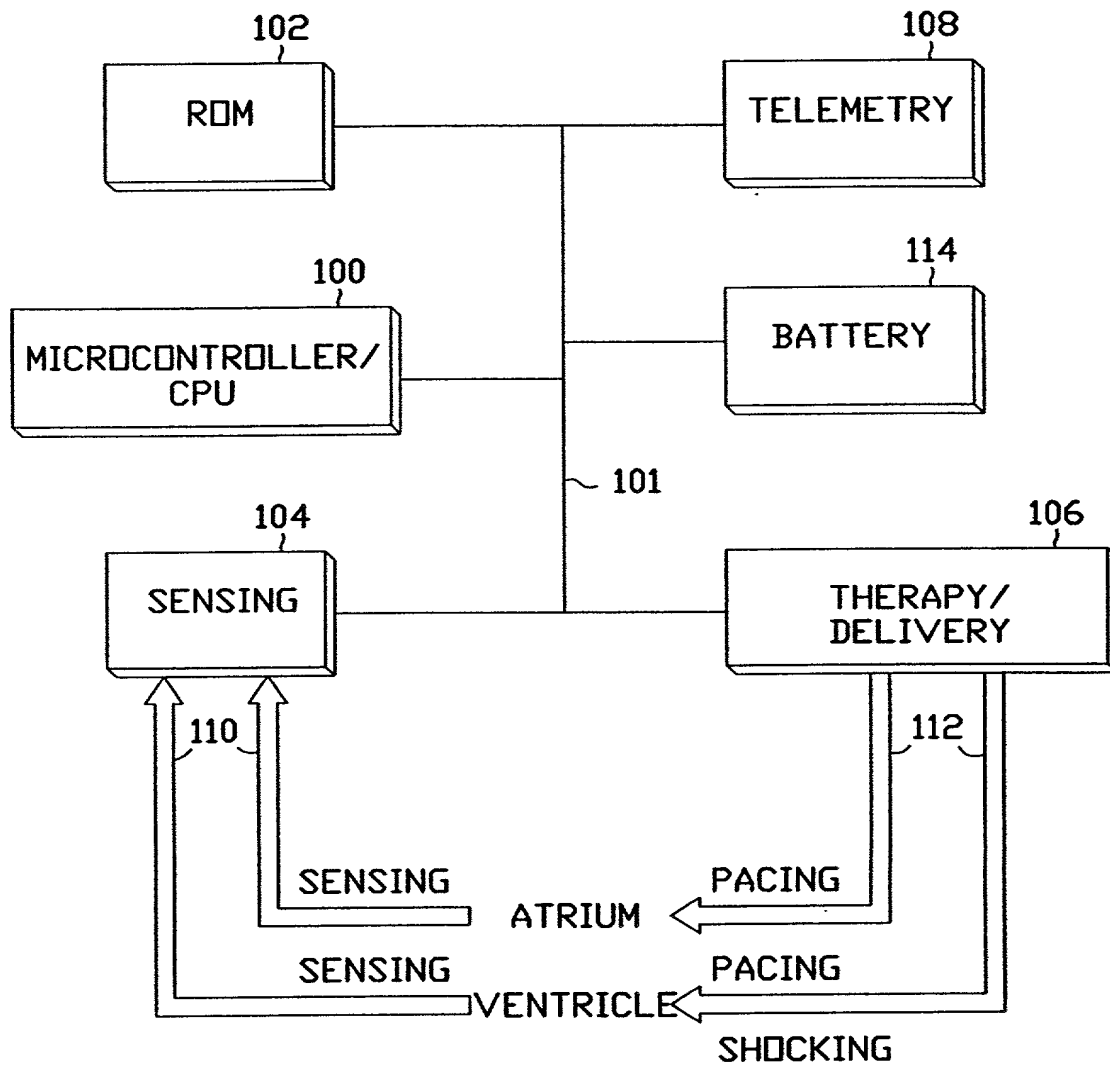 102
ROM
108
TELEMETRY
100
MICROCONTROLLER/
CPU
114
BATTERY
101
104
SENSING
106
THERAPY/
DELIVERY
110
112
SENSING
PACING
ATRIUM
SENSING
PACING
VENTRICLE
SHOCKING